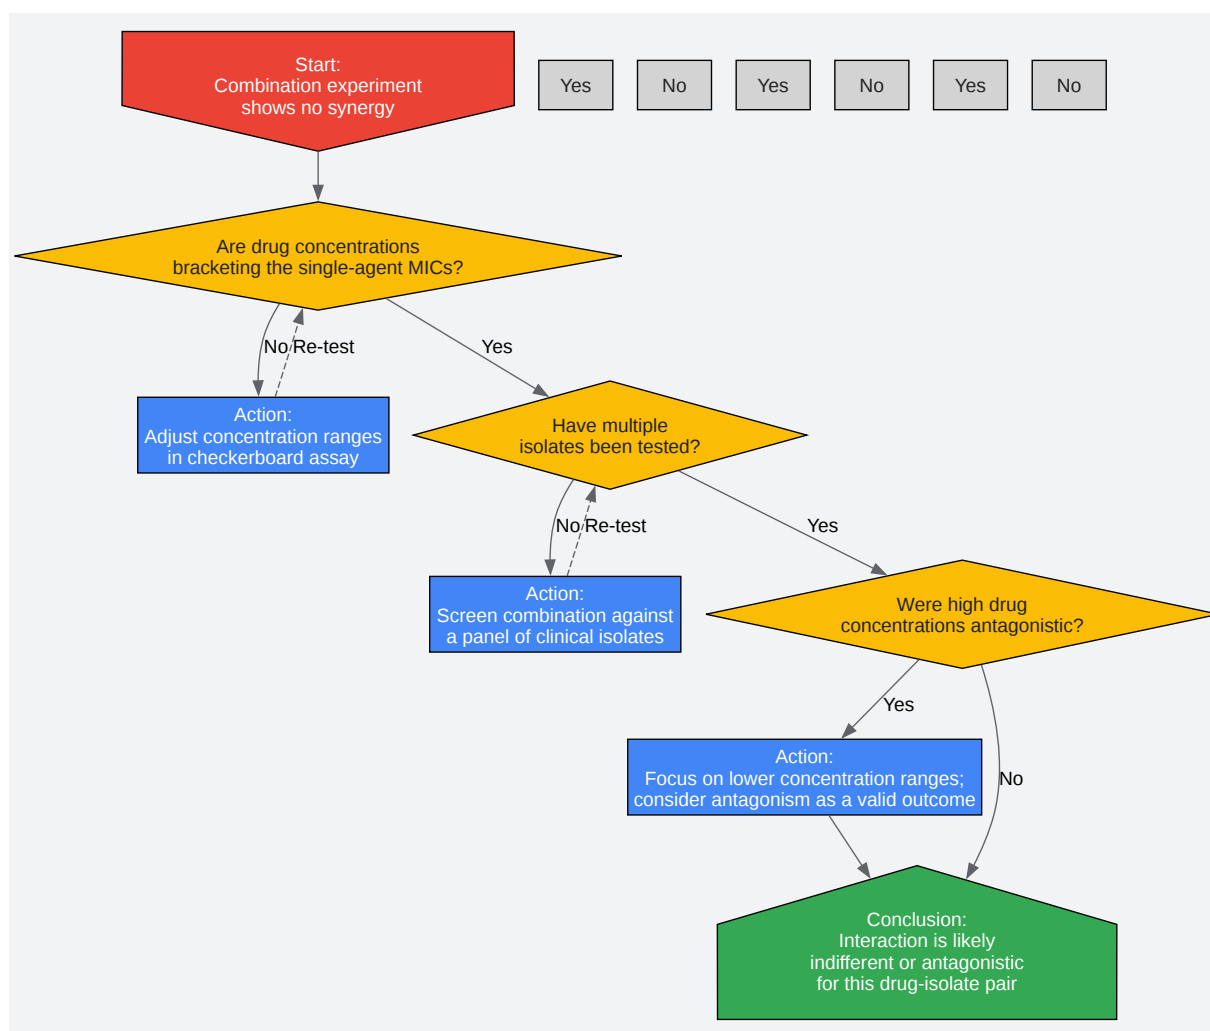 Start:
Combination experiment
shows no synergy
Yes
No
Yes
No
Yes
No
Are drug concentrations
bracketing the single-agent MICs?
No
Re-test
Yes
Action:
Adjust concentration ranges
in checkerboard assay
Have multiple
isolates been tested?
No
Re-test
Yes
Action:
Screen combination against
a panel of clinical isolates
Were high drug
concentrations antagonistic?
Yes
Action:
Focus on lower concentration ranges;
consider antagonism as a valid outcome
No
Conclusion:
Interaction is likely
indifferent or antagonistic
for this drug-isolate pair